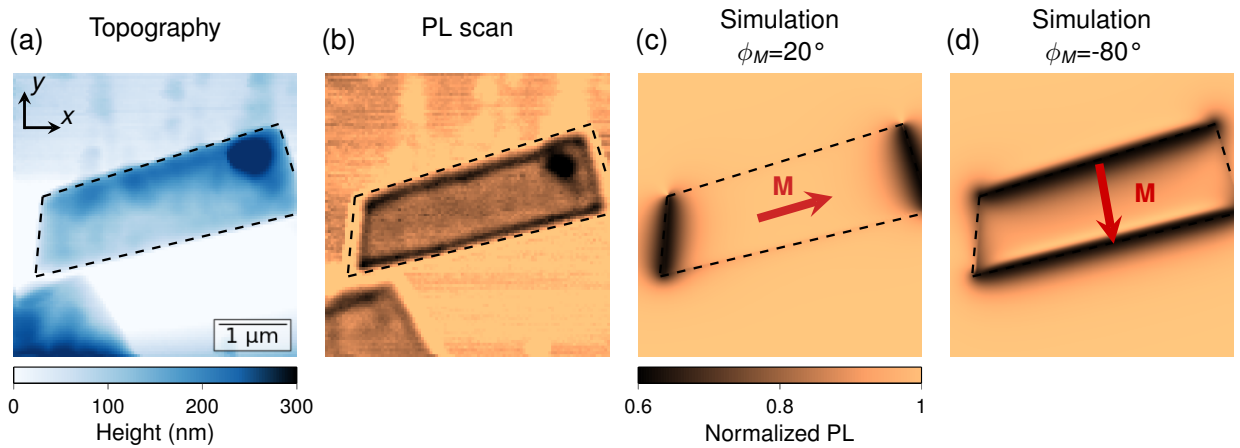 (a) Topography
(b) PL scan
(c) Simulation
ϕM=20°
(d) Simulation
ϕM=-80°
y
x
M
M
1 µm
0 100 200 300
Height (nm)
0.6 0.8 1
Normalized PL